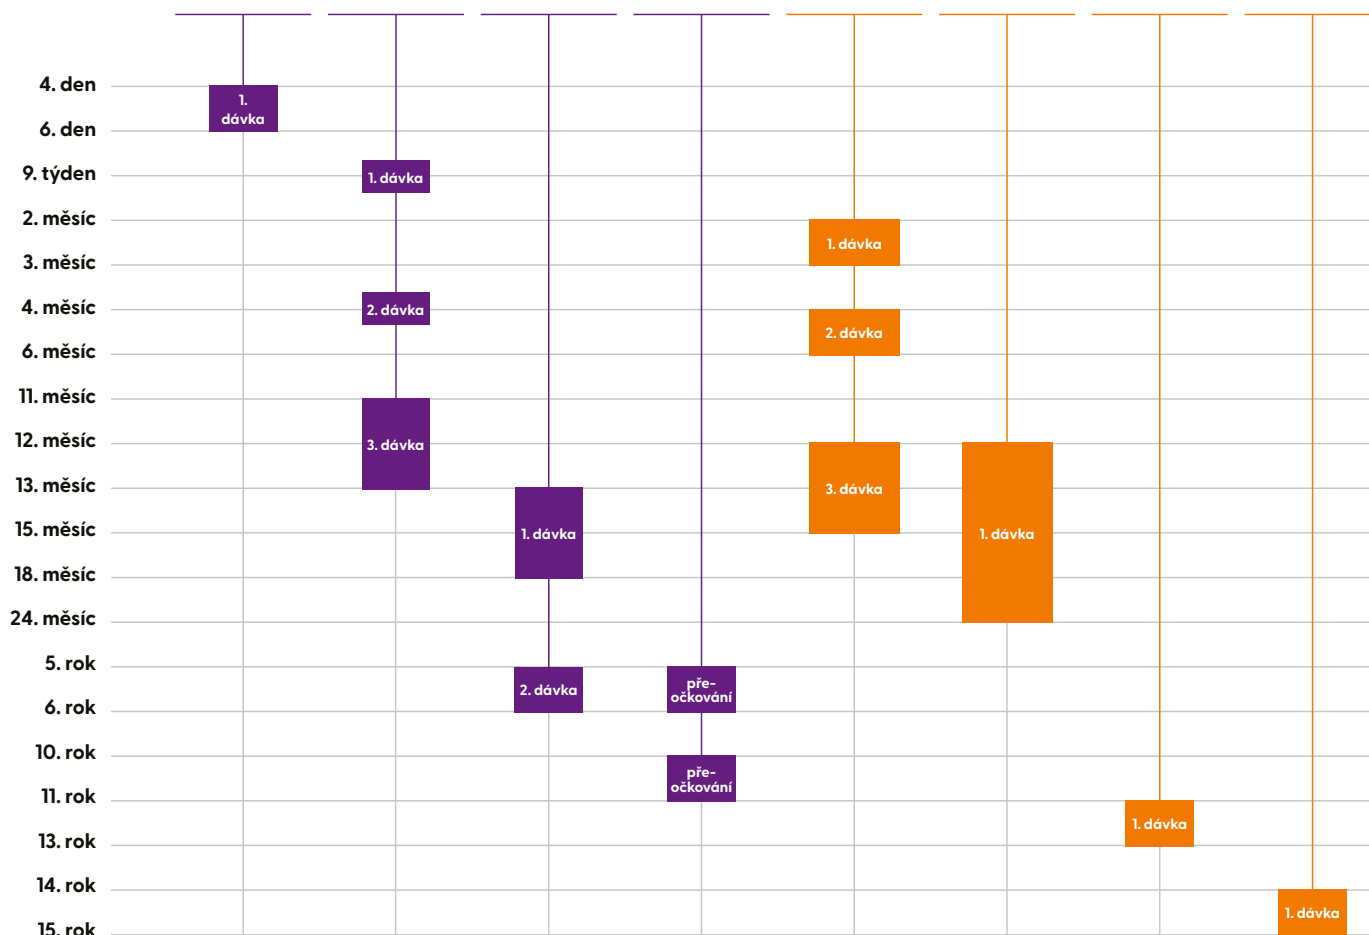 4. den
1.
dávka
6. den
9. týden
1. dávka
2. měsíc
1. dávka
3. měsíc
4. měsíc
2. dávka
2. dávka
6. měsíc
11. měsíc
12. měsíc
3. dávka
13. měsíc
3. dávka
15. měsíc
1. dávka
1. dávka
18. měsíc
24. měsíc
5. rok
2. dávka
pře-
očkování
6. rok
10. rok
pře-
očkování
11. rok
1. dávka
13. rok
14. rok
1. dávka
15. rok